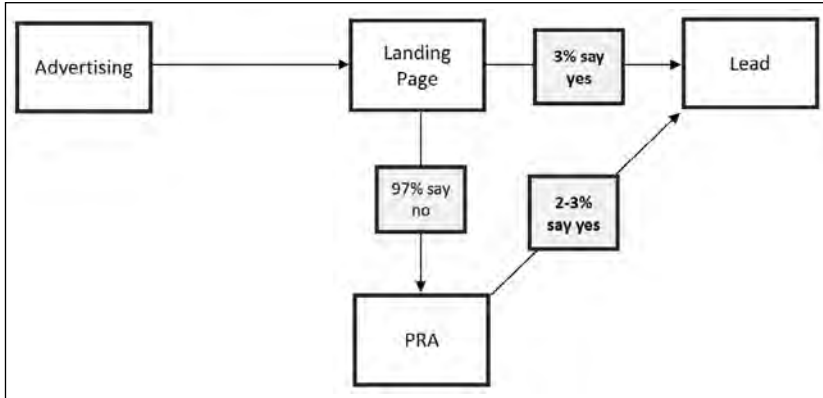 Advertising
Landing
Page
3% say
yes
Lead
97% say
no
2-3%
say yes
PRA